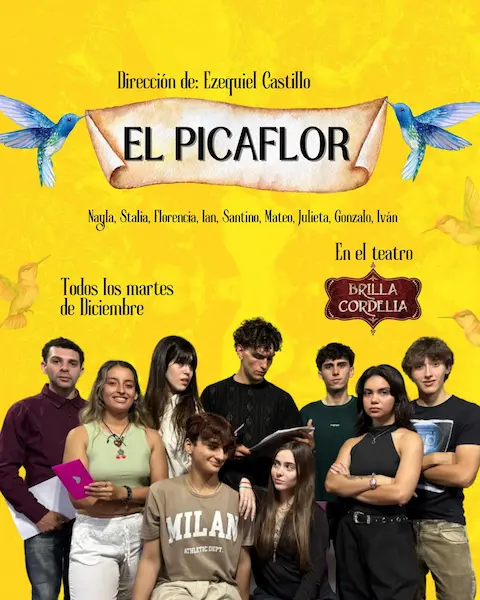 Dirección de: Ezequiel Castillo
EL PICAFLOR
Nayla, Stalia, Florencia, Ian, Santino, Mateo, Julieta, Gonzalo, Iván
En el teatro
BRILLA
CORDELIA
Todos los martes
de Diciembre
MILAN
ATHLETIC DEPT.